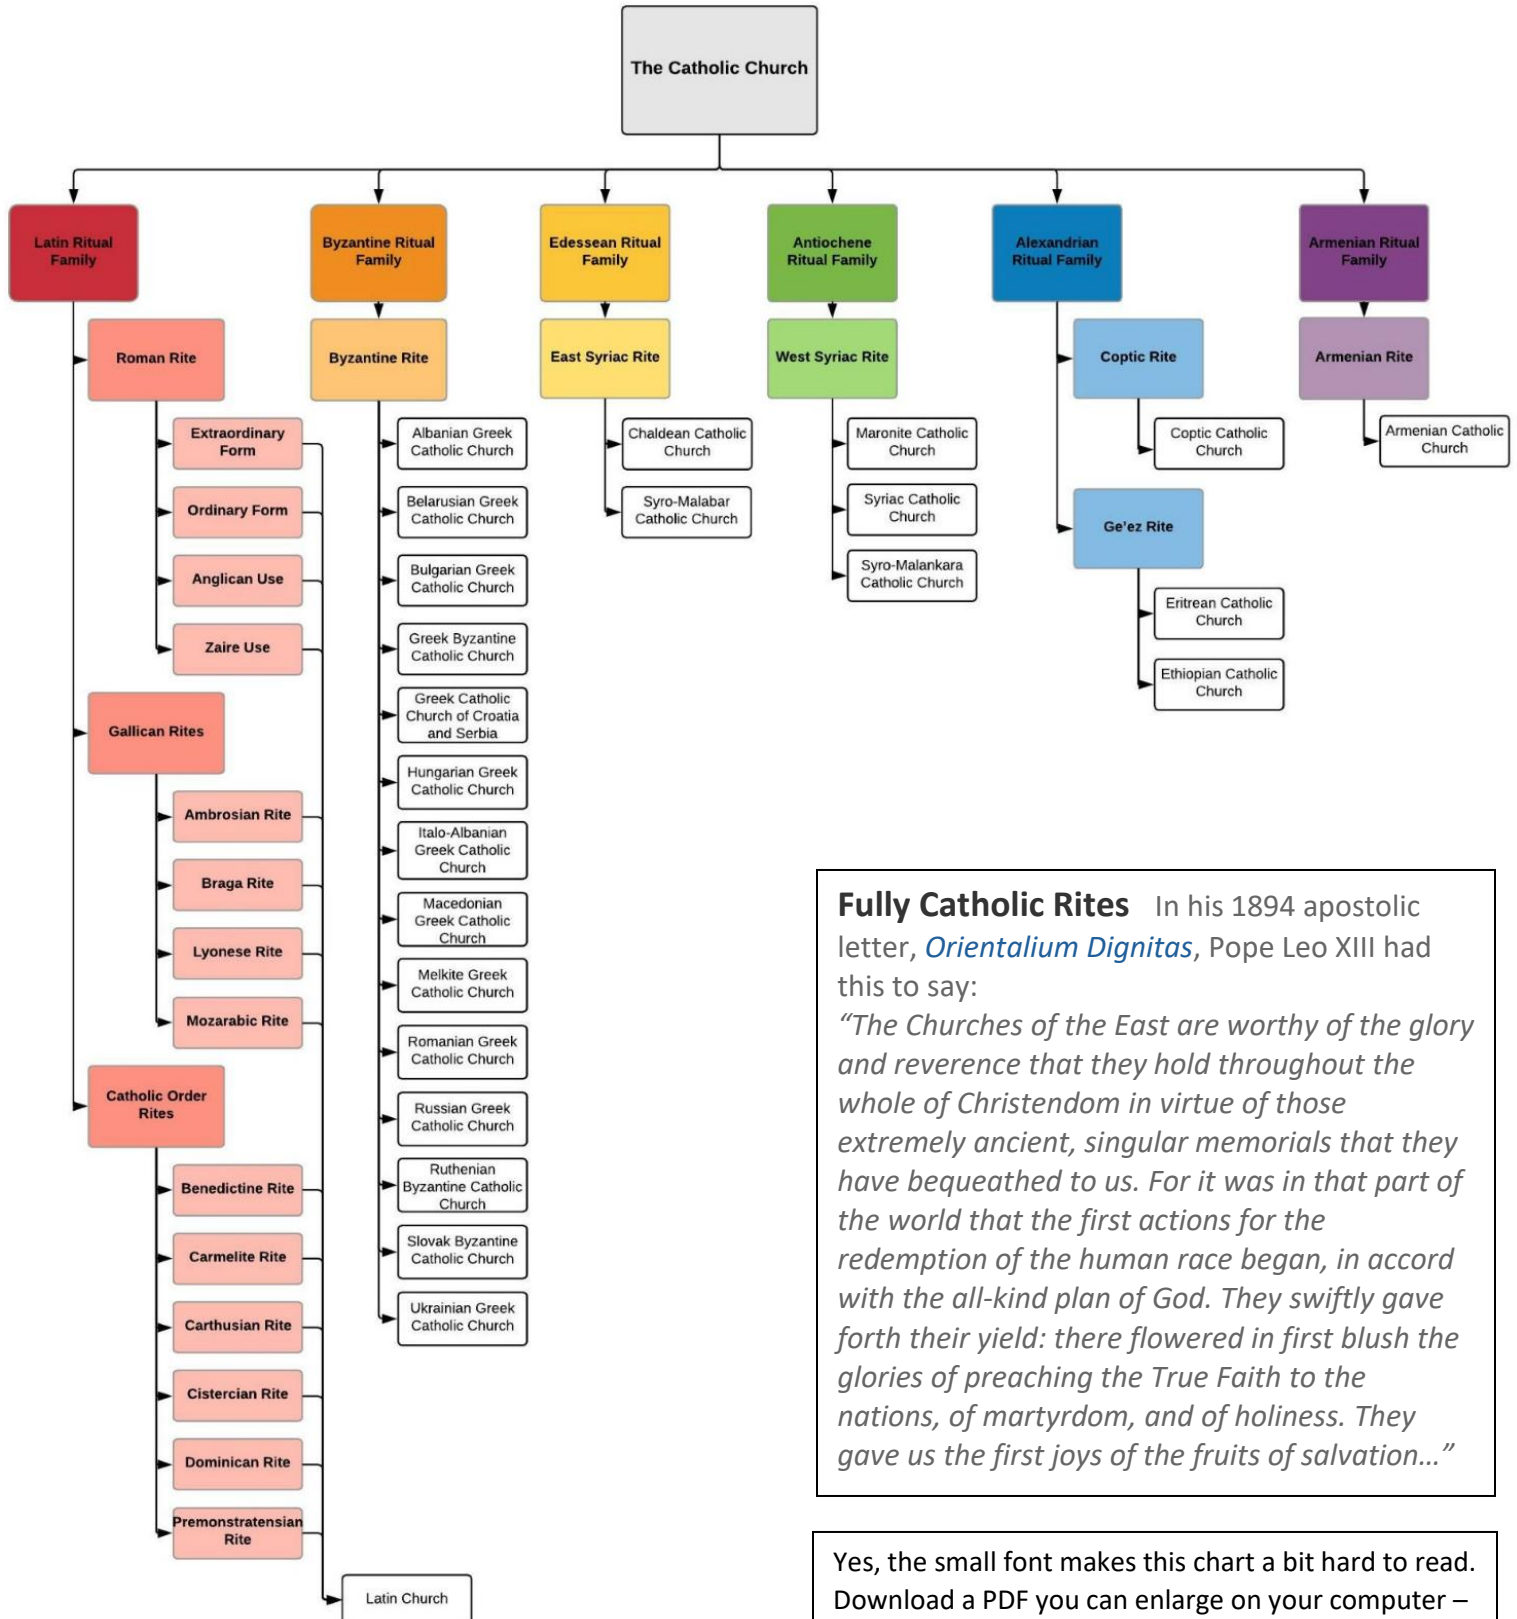 The Catholic Church
Latin Ritual
Family
Byzantine Ritual
Family
Edessean Ritual
Family
Antiochene
Ritual Family
Alexandrian
Ritual Family
Armenian Ritual
Family
Roman Rite
Extraordinary
Form
Ordinary Form
Anglican Use
Zaire Use
Gallican Rites
Ambrosian Rite
Braga Rite
Lyonese Rite
Mozarabic Rite
Catholic Order
Rites
Benedictine Rite
Carmelite Rite
Carthusian Rite
Cistercian Rite
Dominican Rite
Premonstratensian
Rite
Latin Church
Byzantine Rite
Albanian Greek
Catholic Church
Belarusian Greek
Catholic Church
Bulgarian Greek
Catholic Church
Greek Byzantine
Catholic Church
Greek Catholic
Church of Croatia
and Serbia
Hungarian Greek
Catholic Church
Italo-Albanian
Greek Catholic
Church
Macedonian
Greek Catholic
Church
Melkite Greek
Catholic Church
Romanian Greek
Catholic Church
Russian Greek
Catholic Church
Ruthenian
Byzantine Catholic
Church
Slovak Byzantine
Catholic Church
Ukrainian Greek
Catholic Church
East Syriac Rite
Chaldean Catholic
Church
Syro-Malabar
Catholic Church
West Syriac Rite
Maronite Catholic
Church
Syriac Catholic
Church
Syro-Malankara
Catholic Church
Coptic Rite
Coptic Catholic
Church
Ge'ez Rite
Eritrean Catholic
Church
Ethiopian Catholic
Church
Armenian Rite
Armenian Catholic
Church
Fully Catholic Rites In his 1894 apostolic
letter, Orientalium Dignitas, Pope Leo XIII had
this to say:
“The Churches of the East are worthy of the glory
and reverence that they hold throughout the
whole of Christendom in virtue of those
extremely ancient, singular memorials that they
have bequeathed to us. For it was in that part of
the world that the first actions for the
redemption of the human race began, in accord
with the all-kind plan of God. They swiftly gave
forth their yield: there flowered in first blush the
glories of preaching the True Faith to the
nations, of martyrdom, and of holiness. They
gave us the first joys of the fruits of salvation…”
Yes, the small font makes this chart a bit hard to read.
Download a PDF you can enlarge on your computer –